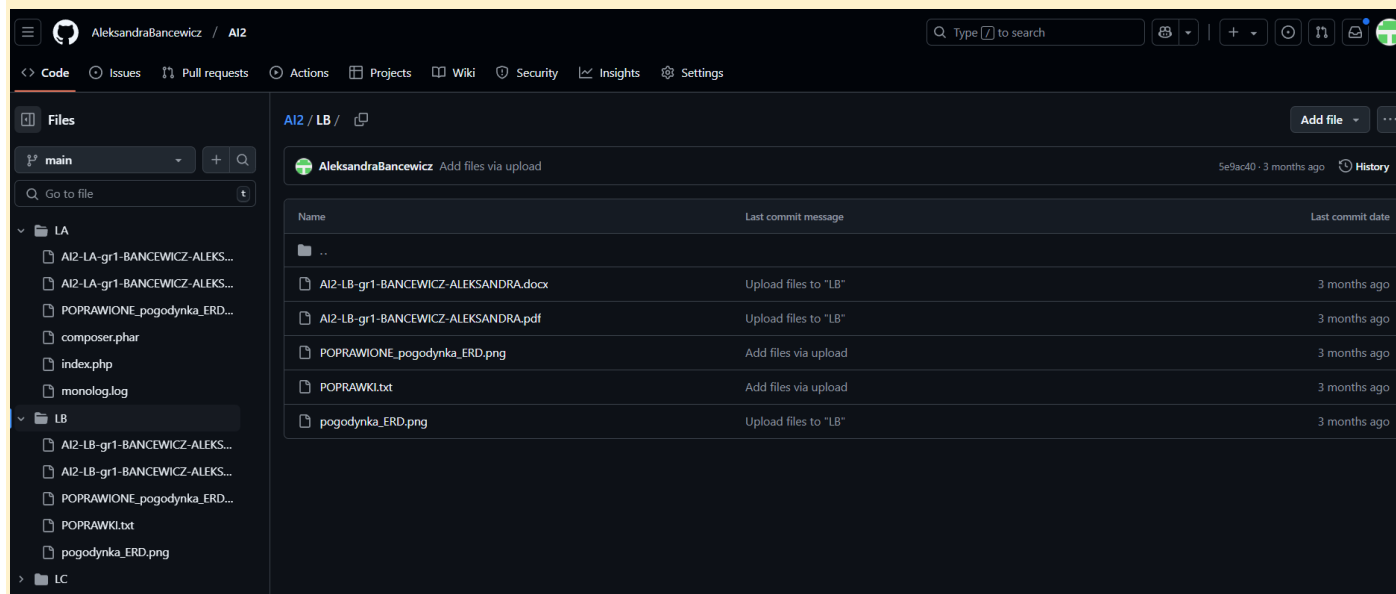 AleksandraBancewicz / AI2
Type / to search
Code Issues Pull requests Actions Projects Wiki Security Insights Settings
Files
main
Go to file t
LA
AI2-LA-gr1-BANCEWICZ-ALEKS...
AI2-LA-gr1-BANCEWICZ-ALEKS...
POPRAWIONE_pogodynka_ERD...
composer.phar
index.php
monolog.log
LB
AI2-LB-gr1-BANCEWICZ-ALEKS...
AI2-LB-gr1-BANCEWICZ-ALEKS...
POPRAWIONE_pogodynka_ERD...
POPRAWKI.txt
pogodynka_ERD.png
LC
AI2 / LB /
Add file
AleksandraBancewicz Add files via upload 5e9ac40 · 3 months ago History
Name Last commit message Last commit date
..
AI2-LB-gr1-BANCEWICZ-ALEKSANDRA.docx Upload files to "LB" 3 months ago
AI2-LB-gr1-BANCEWICZ-ALEKSANDRA.pdf Upload files to "LB" 3 months ago
POPRAWIONE_pogodynka_ERD.png Add files via upload 3 months ago
POPRAWKI.txt Add files via upload 3 months ago
pogodynka_ERD.png Upload files to "LB" 3 months ago